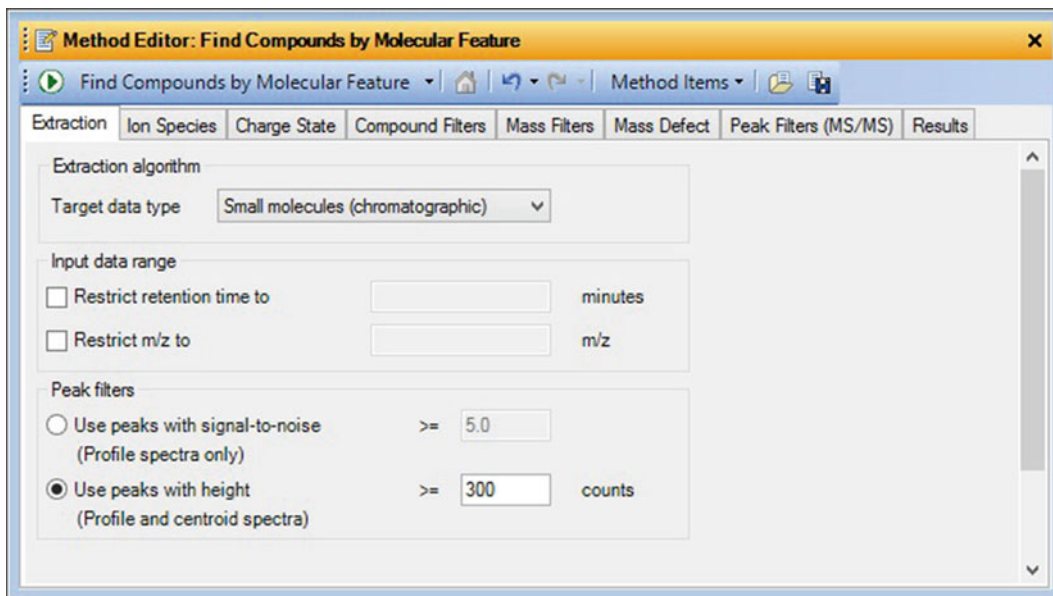 Method Editor: Find Compounds by Molecular Feature
Find Compounds by Molecular Feature Method Items
Extraction Ion Species Charge State Compound Filters Mass Filters Mass Defect Peak Filters (MS/MS) Results
Extraction algorithm
Target data type Small molecules (chromatographic)
Input data range
Restrict retention time to minutes
Restrict m/z to m/z
Peak filters
Use peaks with signal-to-noise >= 5.0
(Profile spectra only)
Use peaks with height >= 300 counts
(Profile and centroid spectra)